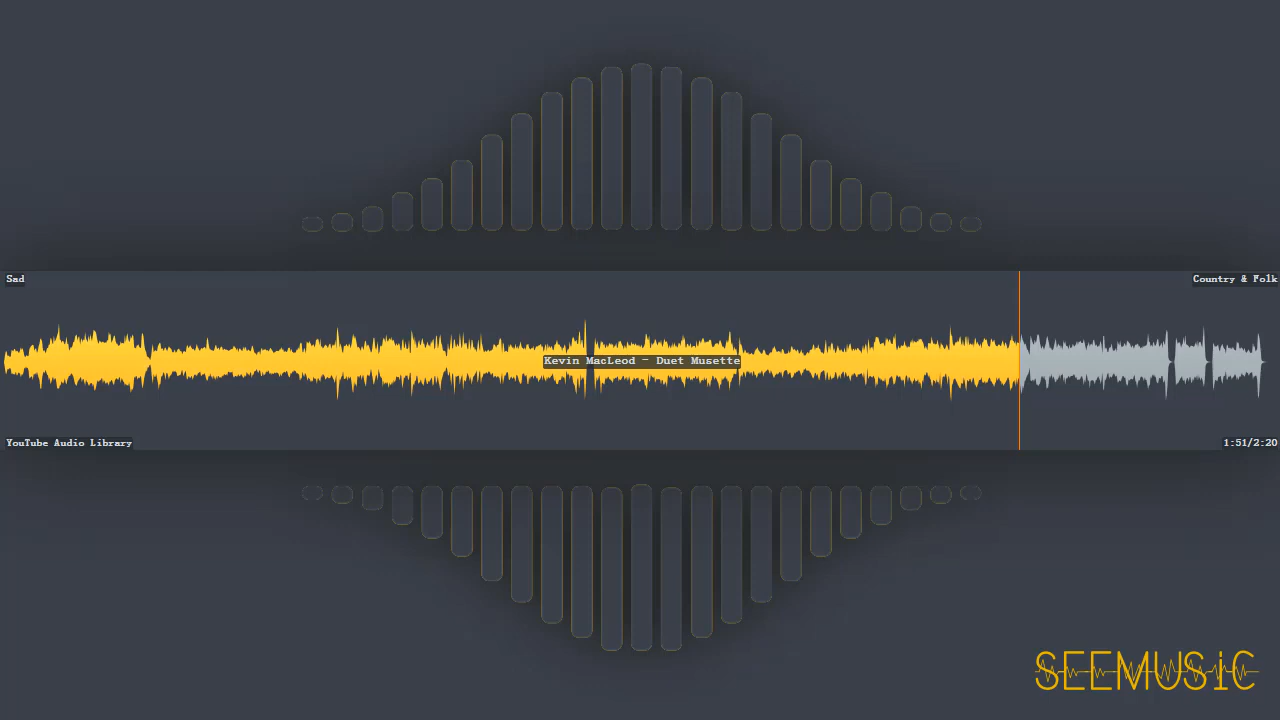 Sad
Country & Folk
Kevin MacLeod - Duet Musette
YouTube Audio Library
1:51/2:20
SEEMUSiC